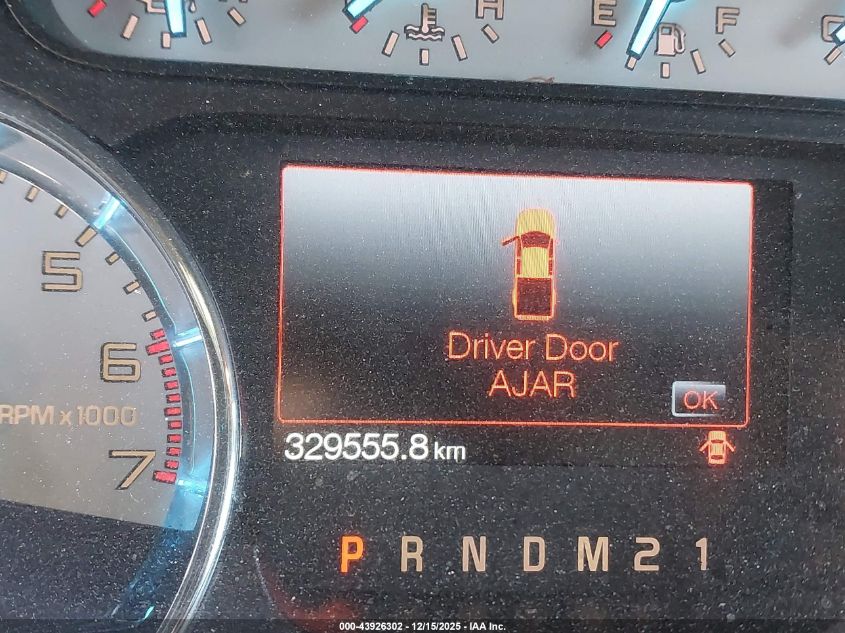 E H E F
5
6
RPM x 1000
7
Driver Door
AJAR
OK
329555.8 km
P R N D M 2 1
000-43926302 - 12/15/2025 - IAA Inc.